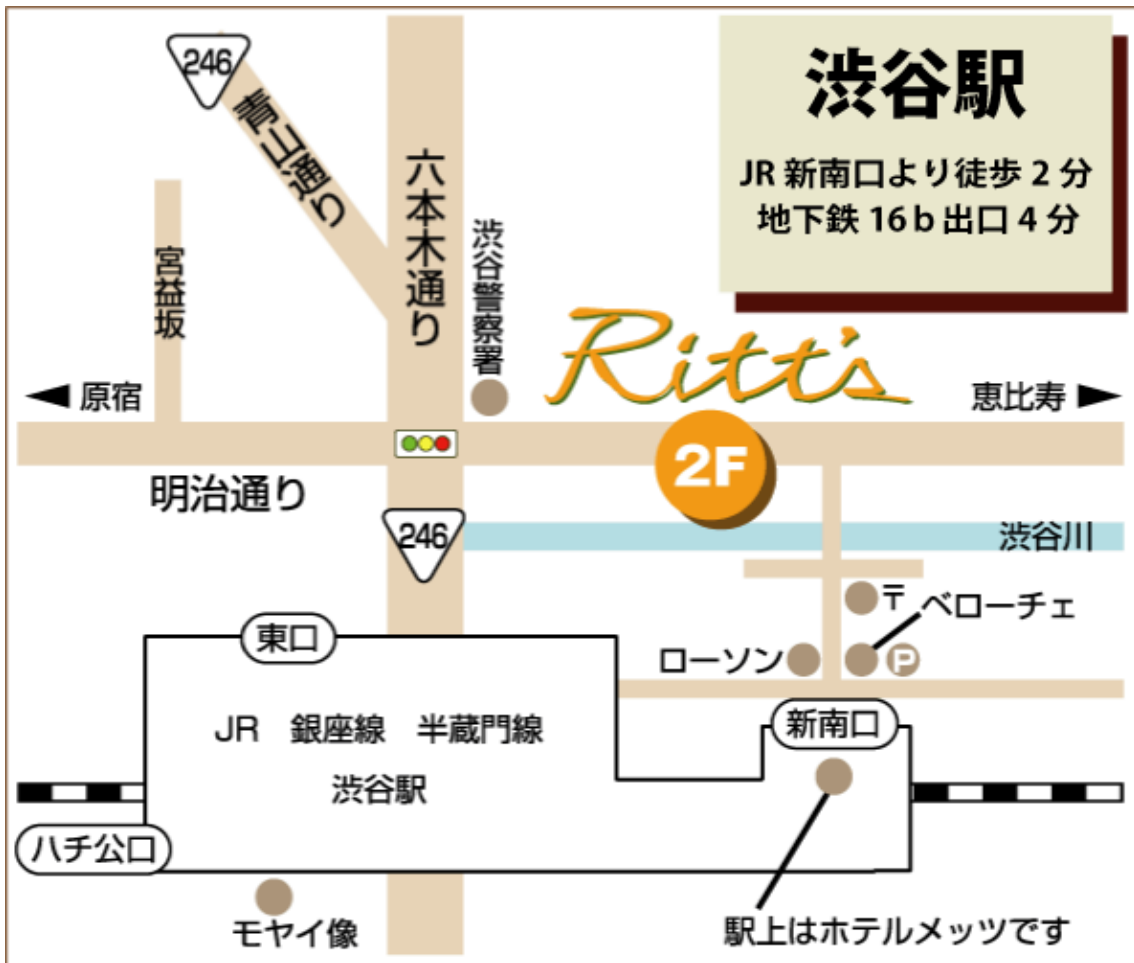 渋谷駅
JR 新南口より徒歩 2 分
地下鉄 16b 出口 4 分
246
青山通り
六本木通り
宮益坂
渋谷警察署
Ritt's
2F
原宿
恵比寿
明治通り
246
渋谷川
〒
ベローチェ
ローソン
P
東口
新南口
JR 銀座線 半蔵門線
渋谷駅
ハチ公口
モヤイ像
駅上はホテルメッツです